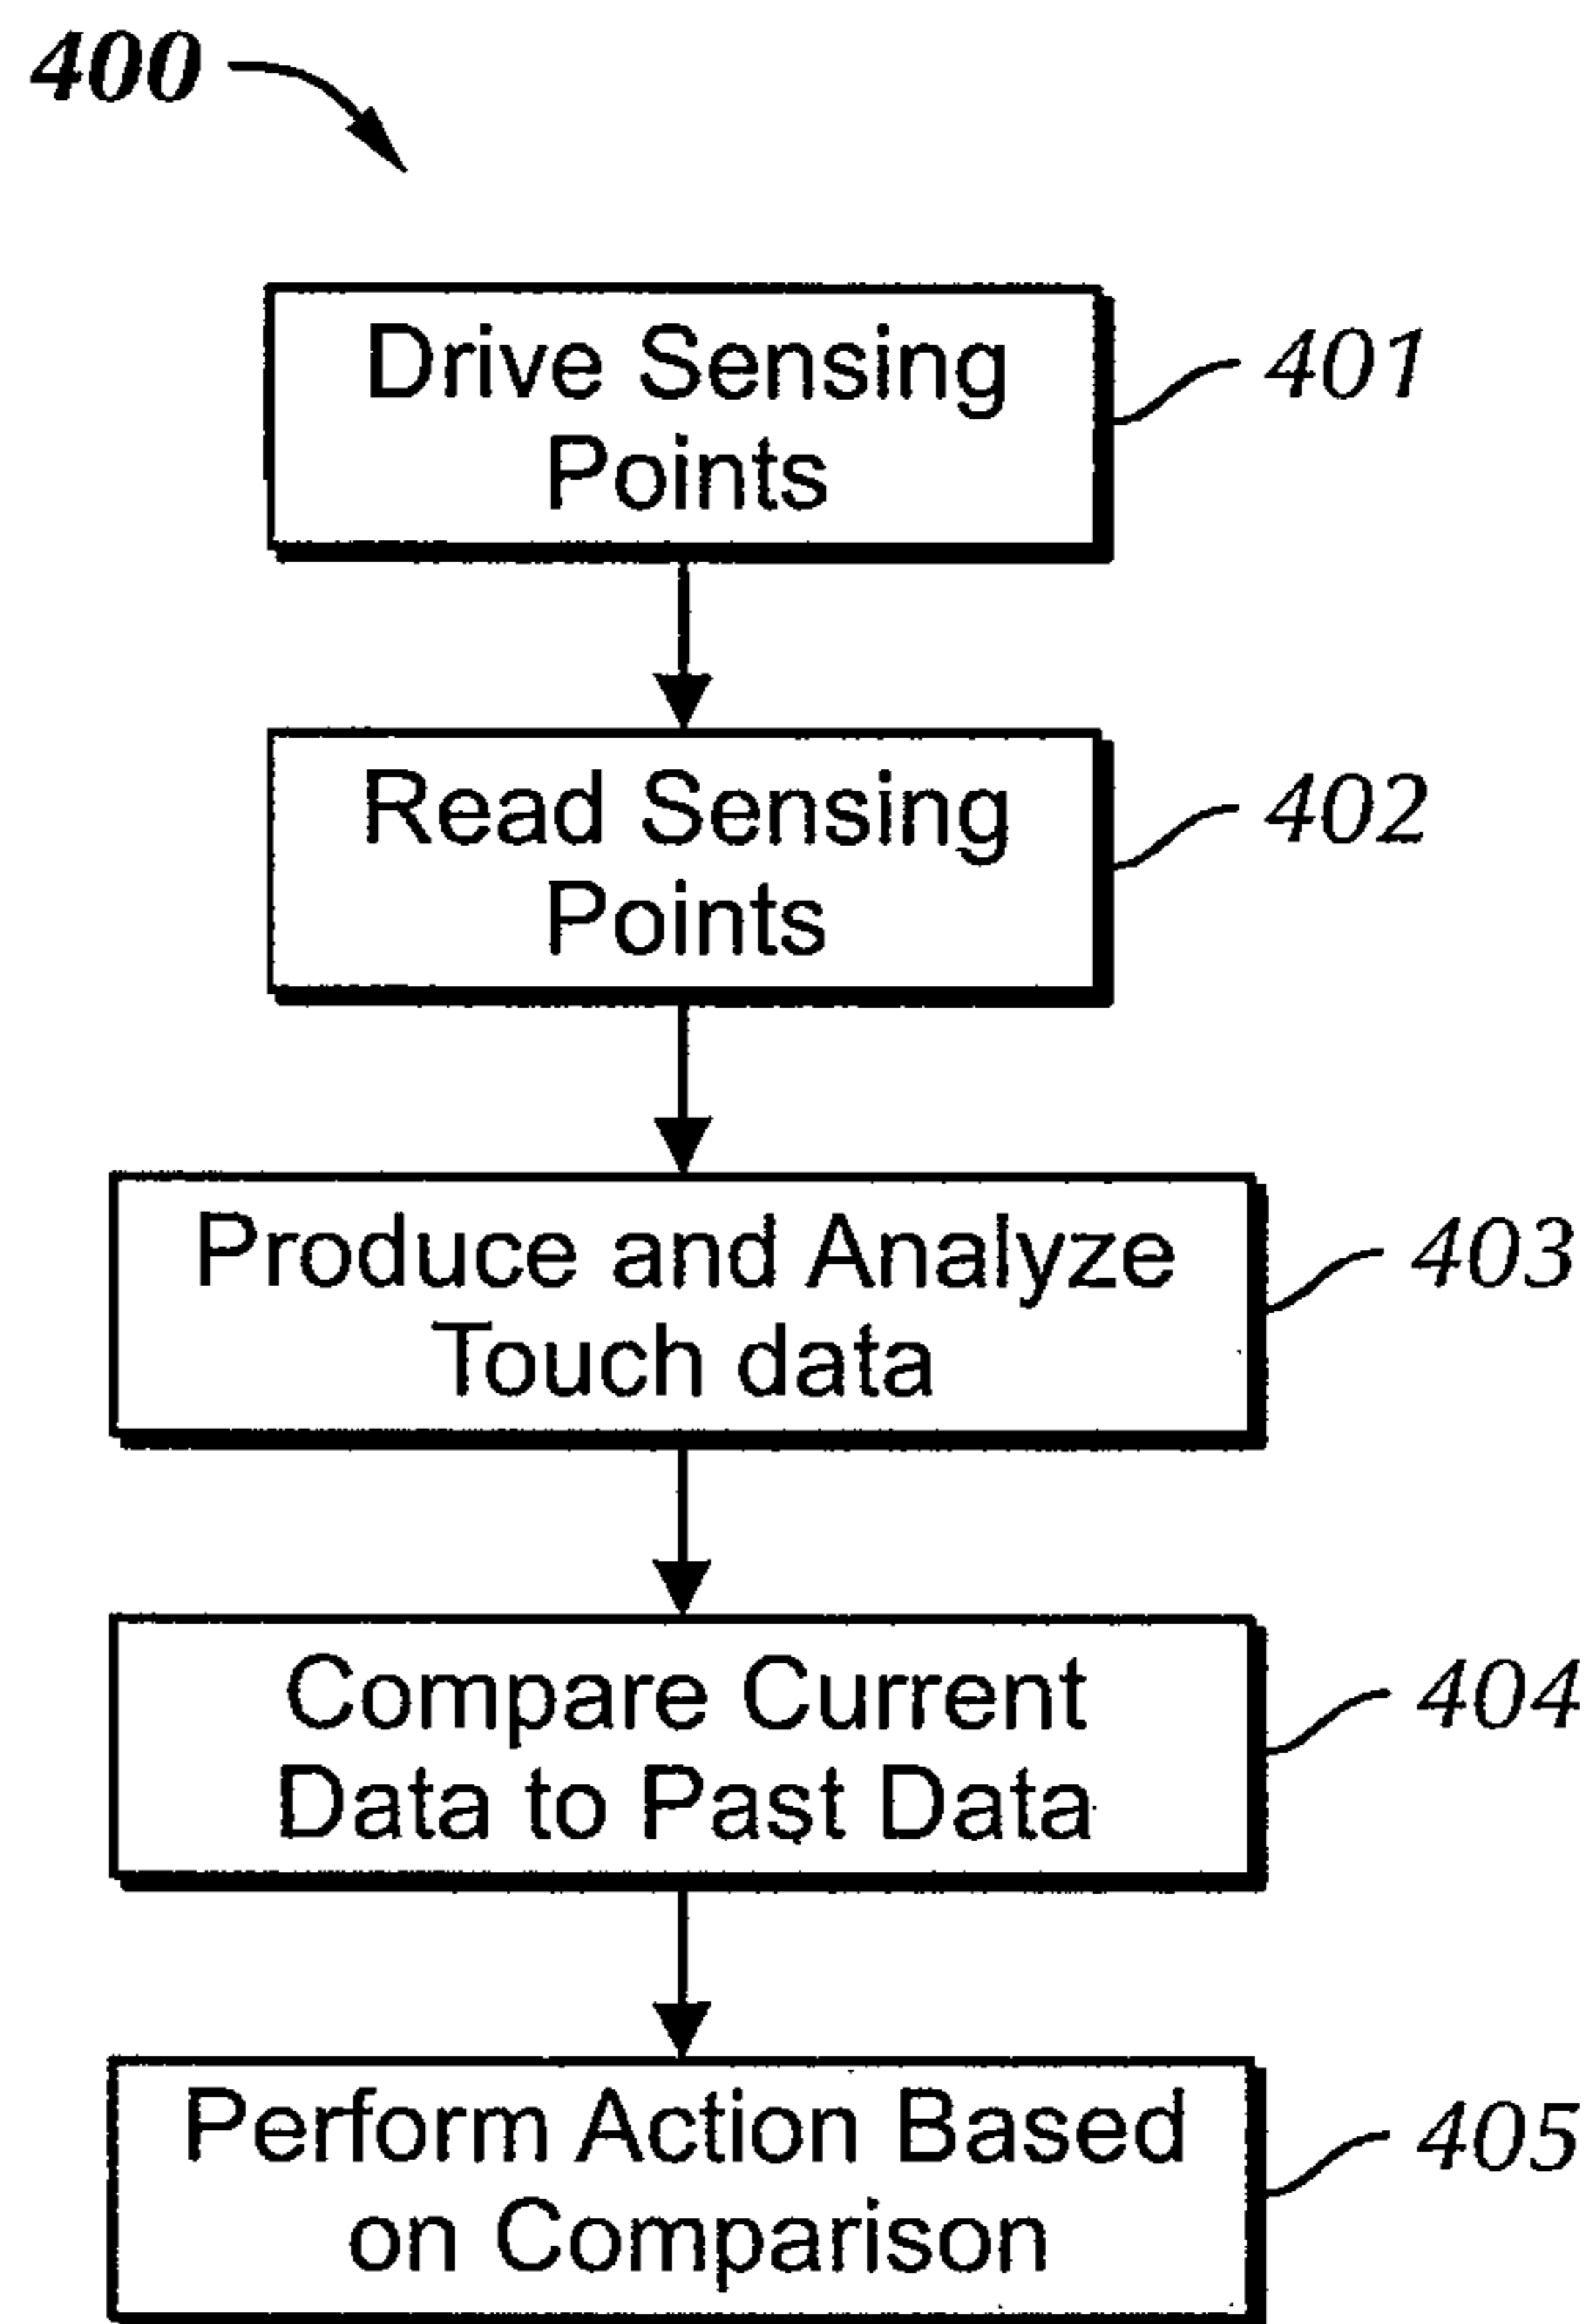 400
Drive Sensing
Points
401
Read Sensing
Points
402
Produce and Analyze
Touch data
403
Compare Current
Data to Past Data
404
Perform Action Based
on Comparison
405